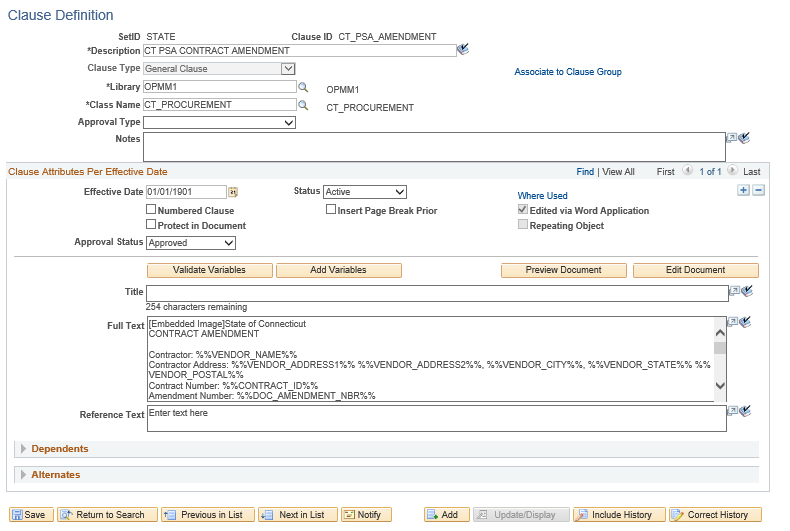 Clause Definition
SetID STATE Clause ID CT_PSA_AMENDMENT
*Description CT PSA CONTRACT AMENDMENT
Clause Type General Clause Associate to Clause Group
*Library OPMM1 OPMM1
*Class Name CT_PROCUREMENT CT_PROCUREMENT
Approval Type
Notes
Clause Attributes Per Effective Date Find | View All First 1 of 1 Last
Effective Date 01/01/1901 Status Active Where Used
Numbered Clause Insert Page Break Prior Edited via Word Application
Protect in Document Repeating Object
Approval Status Approved
Validate Variables Add Variables Preview Document Edit Document
Title
254 characters remaining
Full Text [Embedded Image]State of Connecticut
CONTRACT AMENDMENT
Contractor: %%VENDOR_NAME%%
Contractor Address: %%VENDOR_ADDRESS1%% %%VENDOR_ADDRESS2%%, %%VENDOR_CITY%%, %%VENDOR_STATE%% %%
VENDOR_POSTAL%%
Contract Number: %%CONTRACT_ID%%
Amendment Number: %%DOC_AMENDMENT_NBR%%
Reference Text Enter text here
Dependents
Alternates
Save Return to Search Previous in List Next in List Notify Add Update/Display Include History Correct History